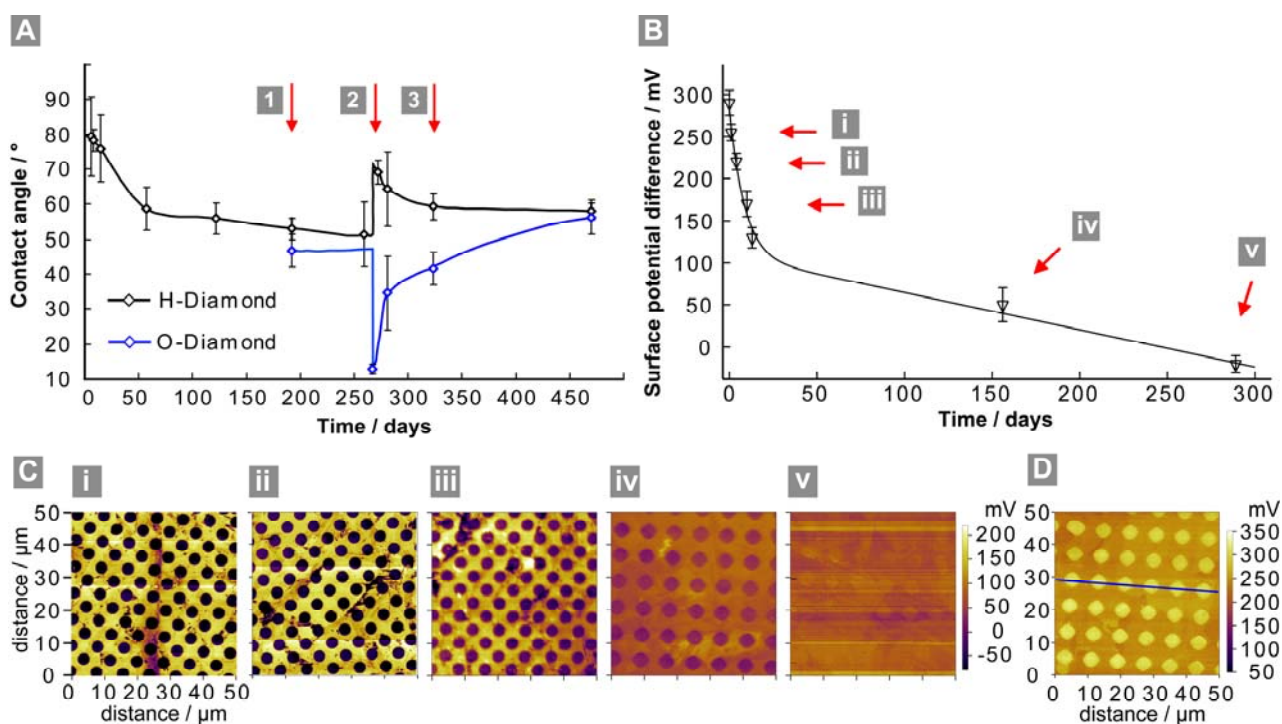 A
B
Contact angle / °
90
80
70
60
50
40
30
20
10
1
2
3
H-Diamond
O-Diamond
0 50 100 150 200 250 300 350 400 450
Time / days
Surface potential difference / mV
300
250
200
150
100
50
0
i
ii
iii
iv
v
0 50 100 150 200 250 300
Time / days
C
i
ii
iii
iv
v
D
distance / µm
50
40
30
20
10
0
0 10 20 30 40 50
distance / µm
mV
200
150
100
50
0
-50
50
40
30
20
10
0
0 10 20 30 40 50
distance / µm
mV
350
300
250
200
150
100
50